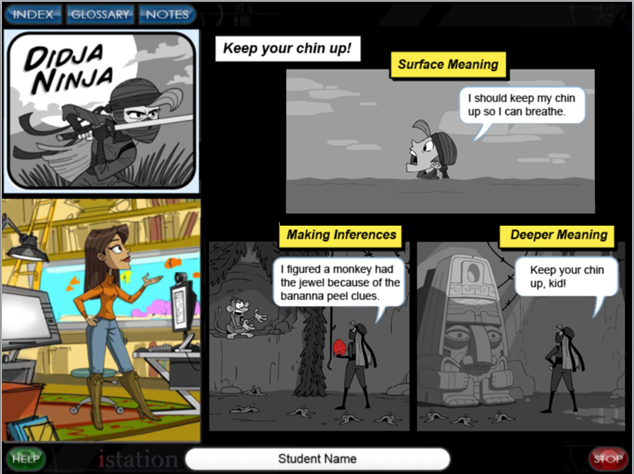 INDEX
GLOSSARY
NOTES
DIDJA
NINJA
Keep your chin up!
Surface Meaning
I should keep my chin
up so I can breathe.
Making Inferences
I figured a monkey had
the jewel because of the
bananna peel clues.
Deeper Meaning
Keep your chin
up, kid!
HELP
istation
Student Name
STOP